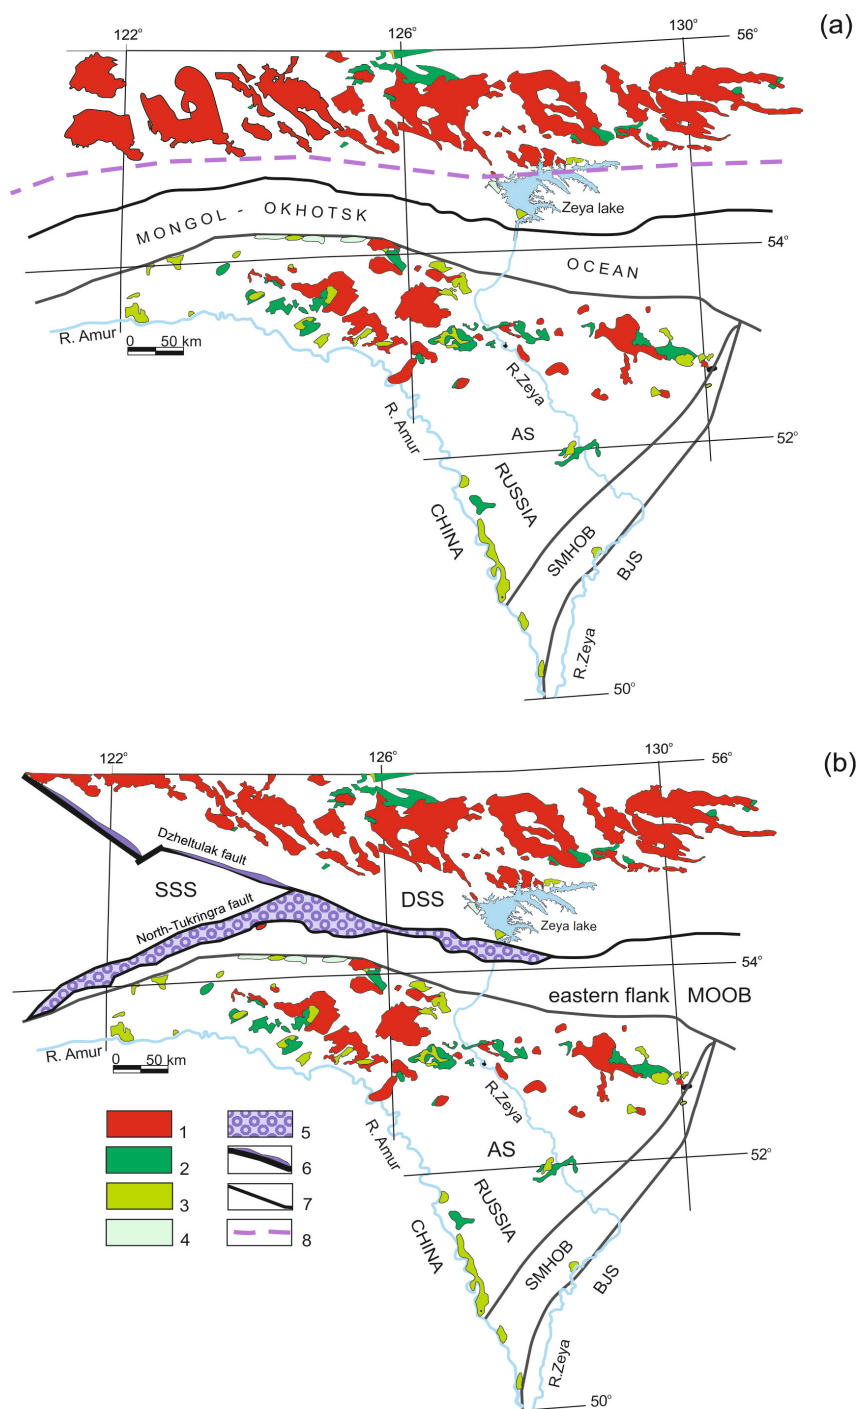 (a)
122°
126°
130°
56°
Zeya lake
MONGOL - OKHOTSK
OCEAN
54°
R. Amur
0 50 km
R.Zeya
R. Amur
AS
52°
RUSSIA
CHINA
SMHOB
BJS
R.Zeya
50°
(b)
122°
126°
130°
56°
Dzheltulak fault
SSS
DSS
North-Tukringra fault
Zeya lake
54°
eastern flank MOOB
R. Amur
0 50 km
R.Zeya
R. Amur
AS
52°
RUSSIA
CHINA
SMHOB
BJS
R.Zeya
50°
1
2
3
4
5
6
7
8